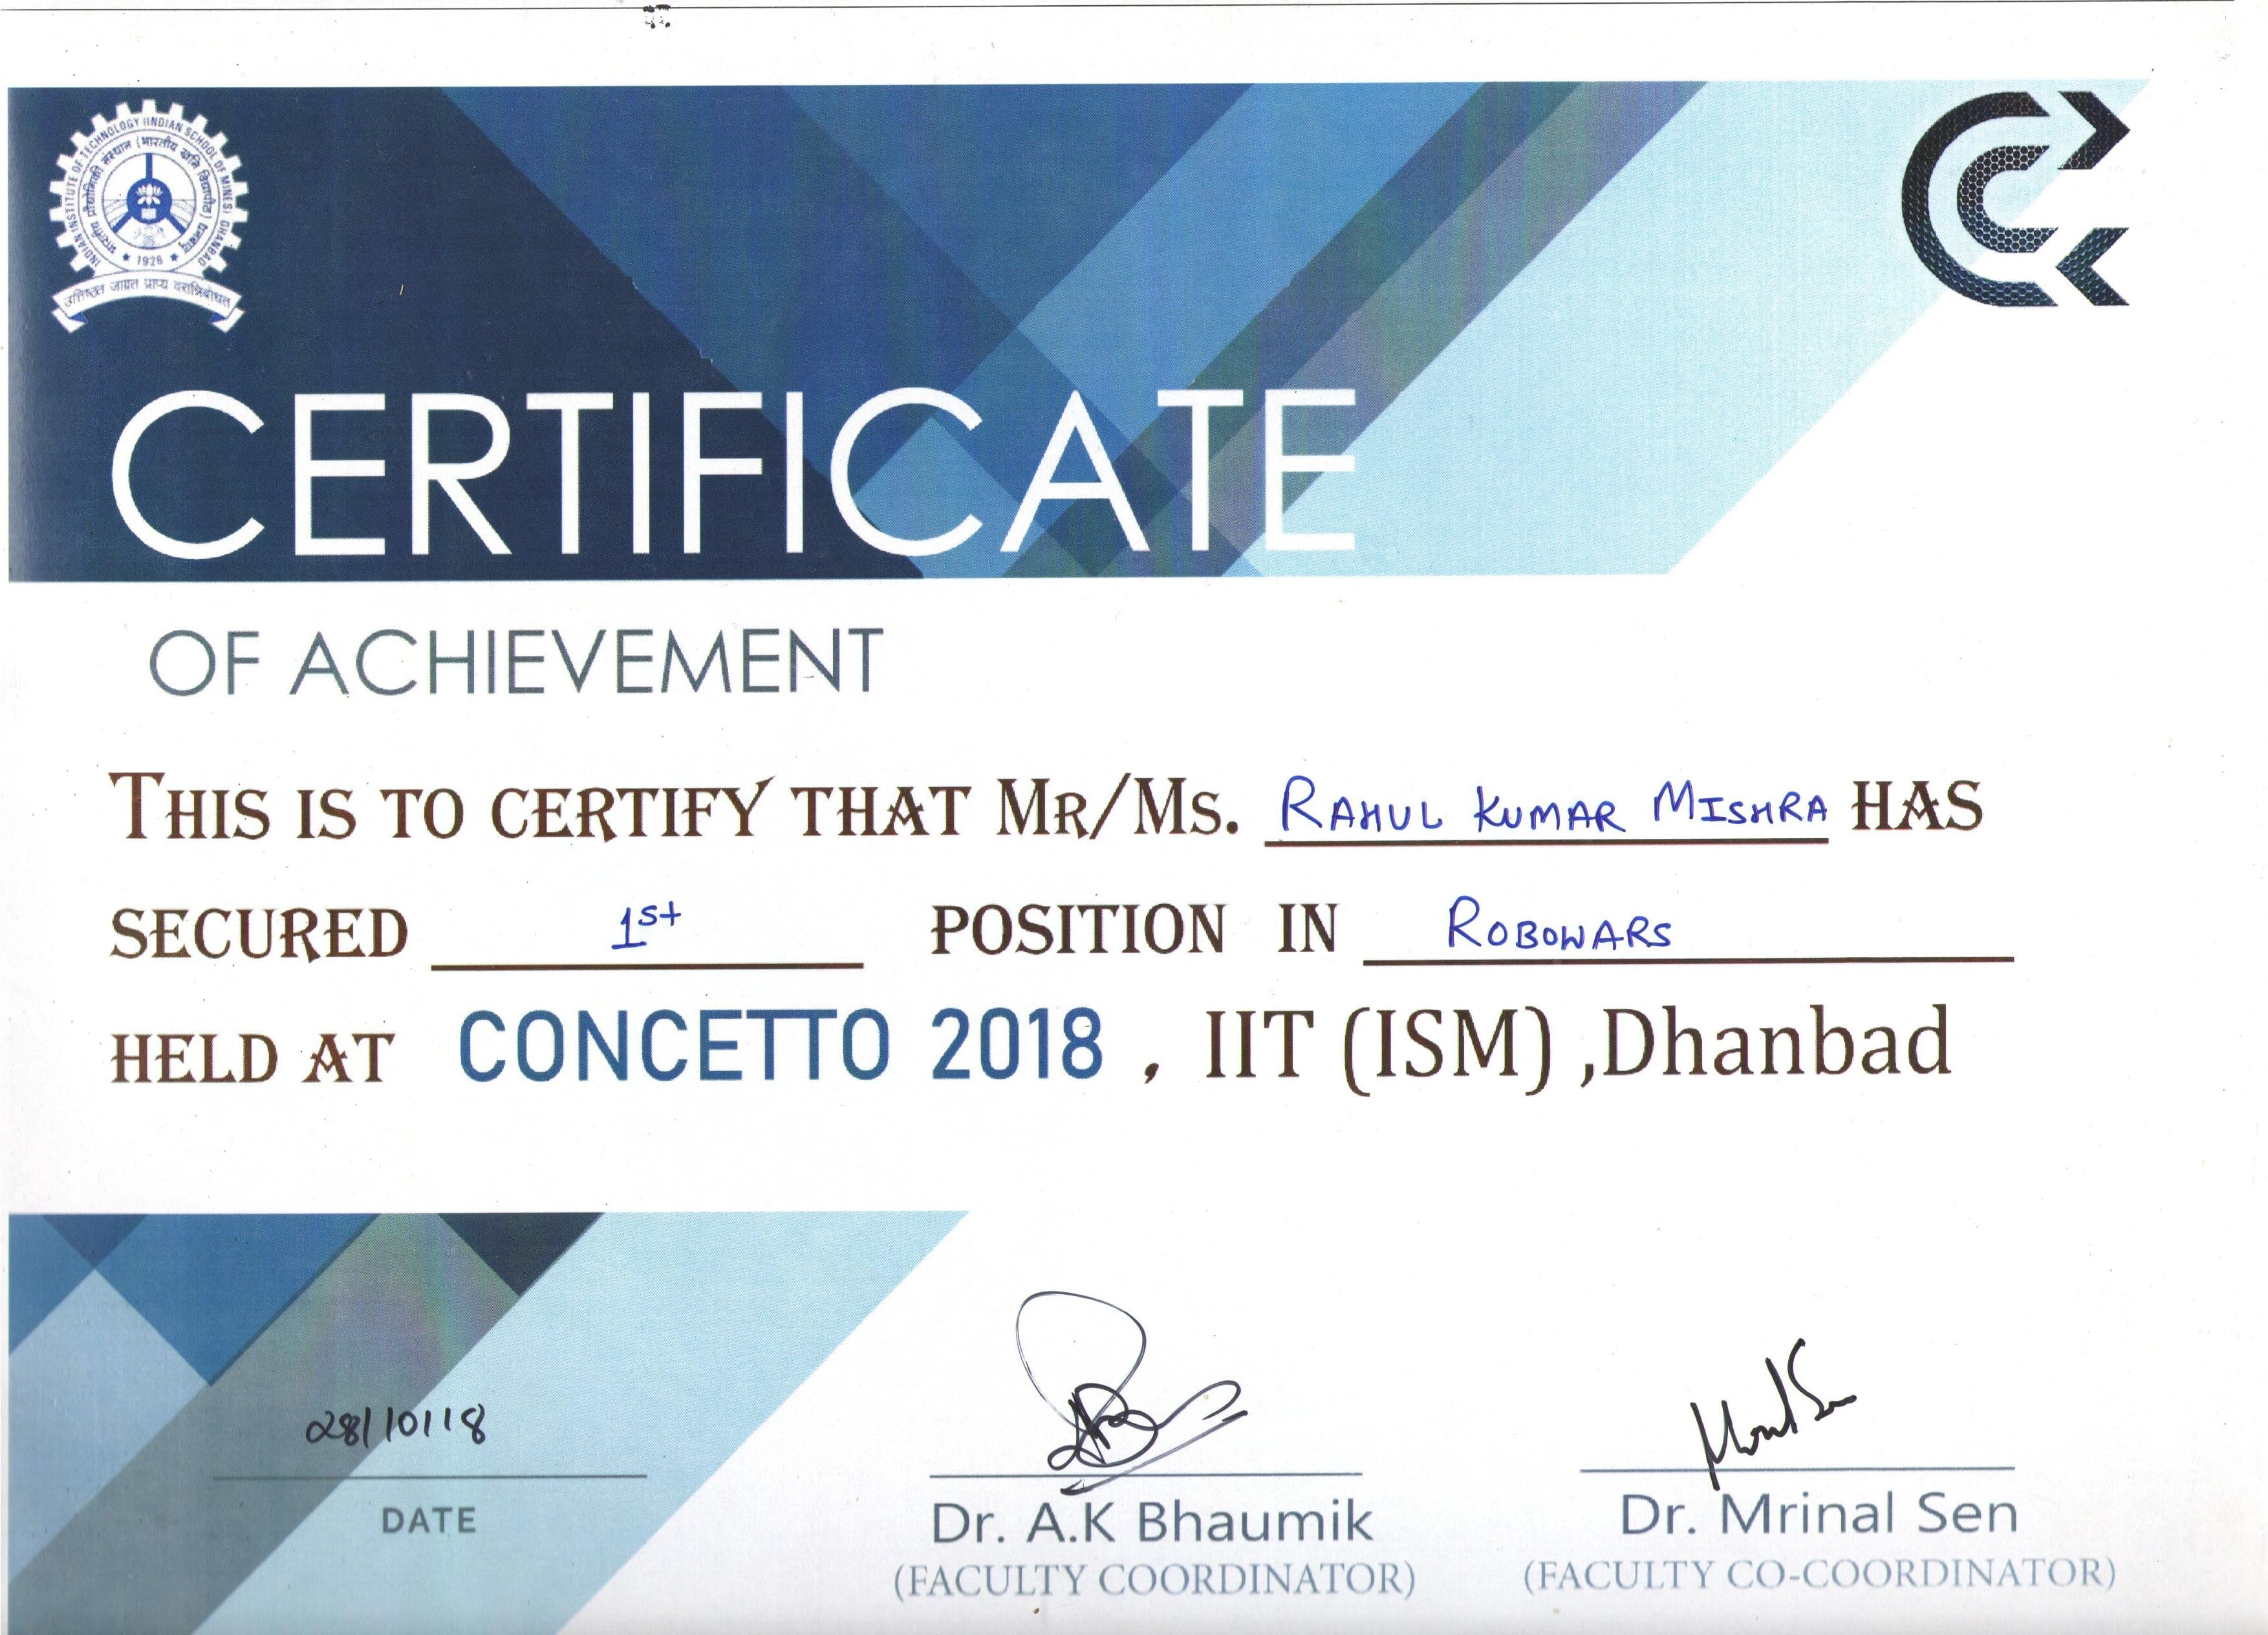 INDIAN INSTITUTE OF TECHNOLOGY (INDIAN SCHOOL OF MINES) DHANBAD
भारतीय प्रौद्योगिकी संस्थान (भारतीय खनि विद्यापीठ) धनबाद
★ 1926 ★
उत्तिष्ठत जाग्रत प्राप्य वरान्निबोधत
CERTIFICATE
OF ACHIEVEMENT
THIS IS TO CERTIFY THAT MR/MS. RAHUL KUMAR MISHRA HAS
SECURED 1st POSITION IN ROBOWARS
HELD AT CONCETTO 2018 , IIT (ISM) ,Dhanbad
28/10/18
DATE
Dr. A.K Bhaumik
(FACULTY COORDINATOR)
Mrinal Sen
Dr. Mrinal Sen
(FACULTY CO-COORDINATOR)